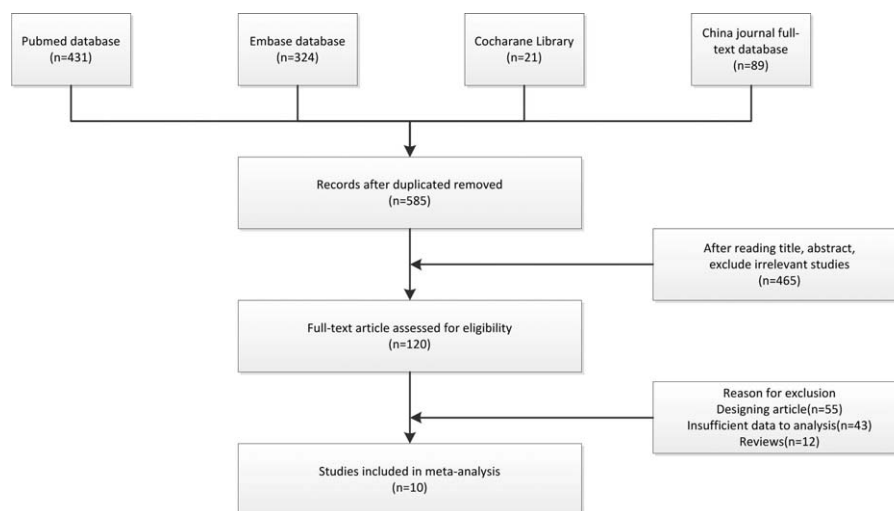 Pubmed database
(n=431)
Embase database
(n=324)
Cocharane Library
(n=21)
China journal full-
text database
(n=89)
Records after duplicated removed
(n=585)
After reading title, abstract,
exclude irrelevant studies
(n=465)
Full-text article assessed for eligibility
(n=120)
Reason for exclusion
Designing article(n=55)
Insufficient data to analysis(n=43)
Reviews(n=12)
Studies included in meta-analysis
(n=10)